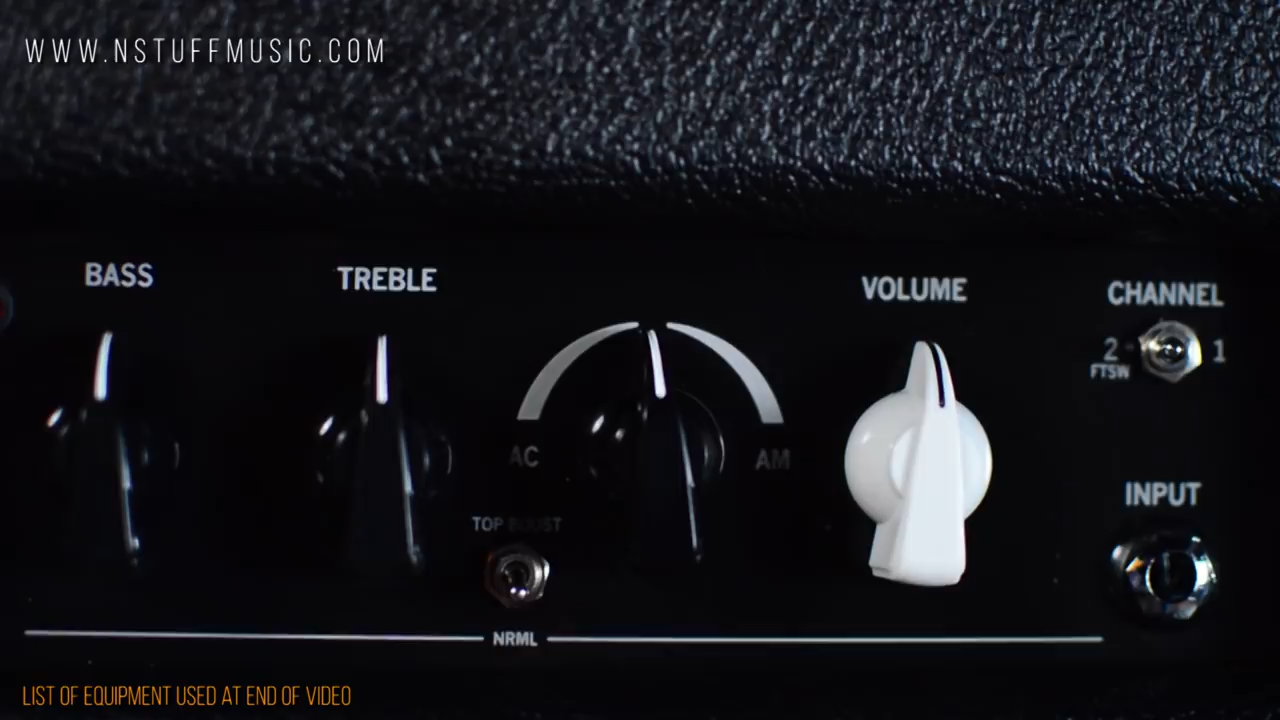 WWW.NSTUFFMUSIC.COM
BASS
TREBLE
VOLUME
CHANNEL
2
1
FTSW
AC
AM
INPUT
TOP BOOST
NRML
LIST OF EQUIPMENT USED AT END OF VIDEO